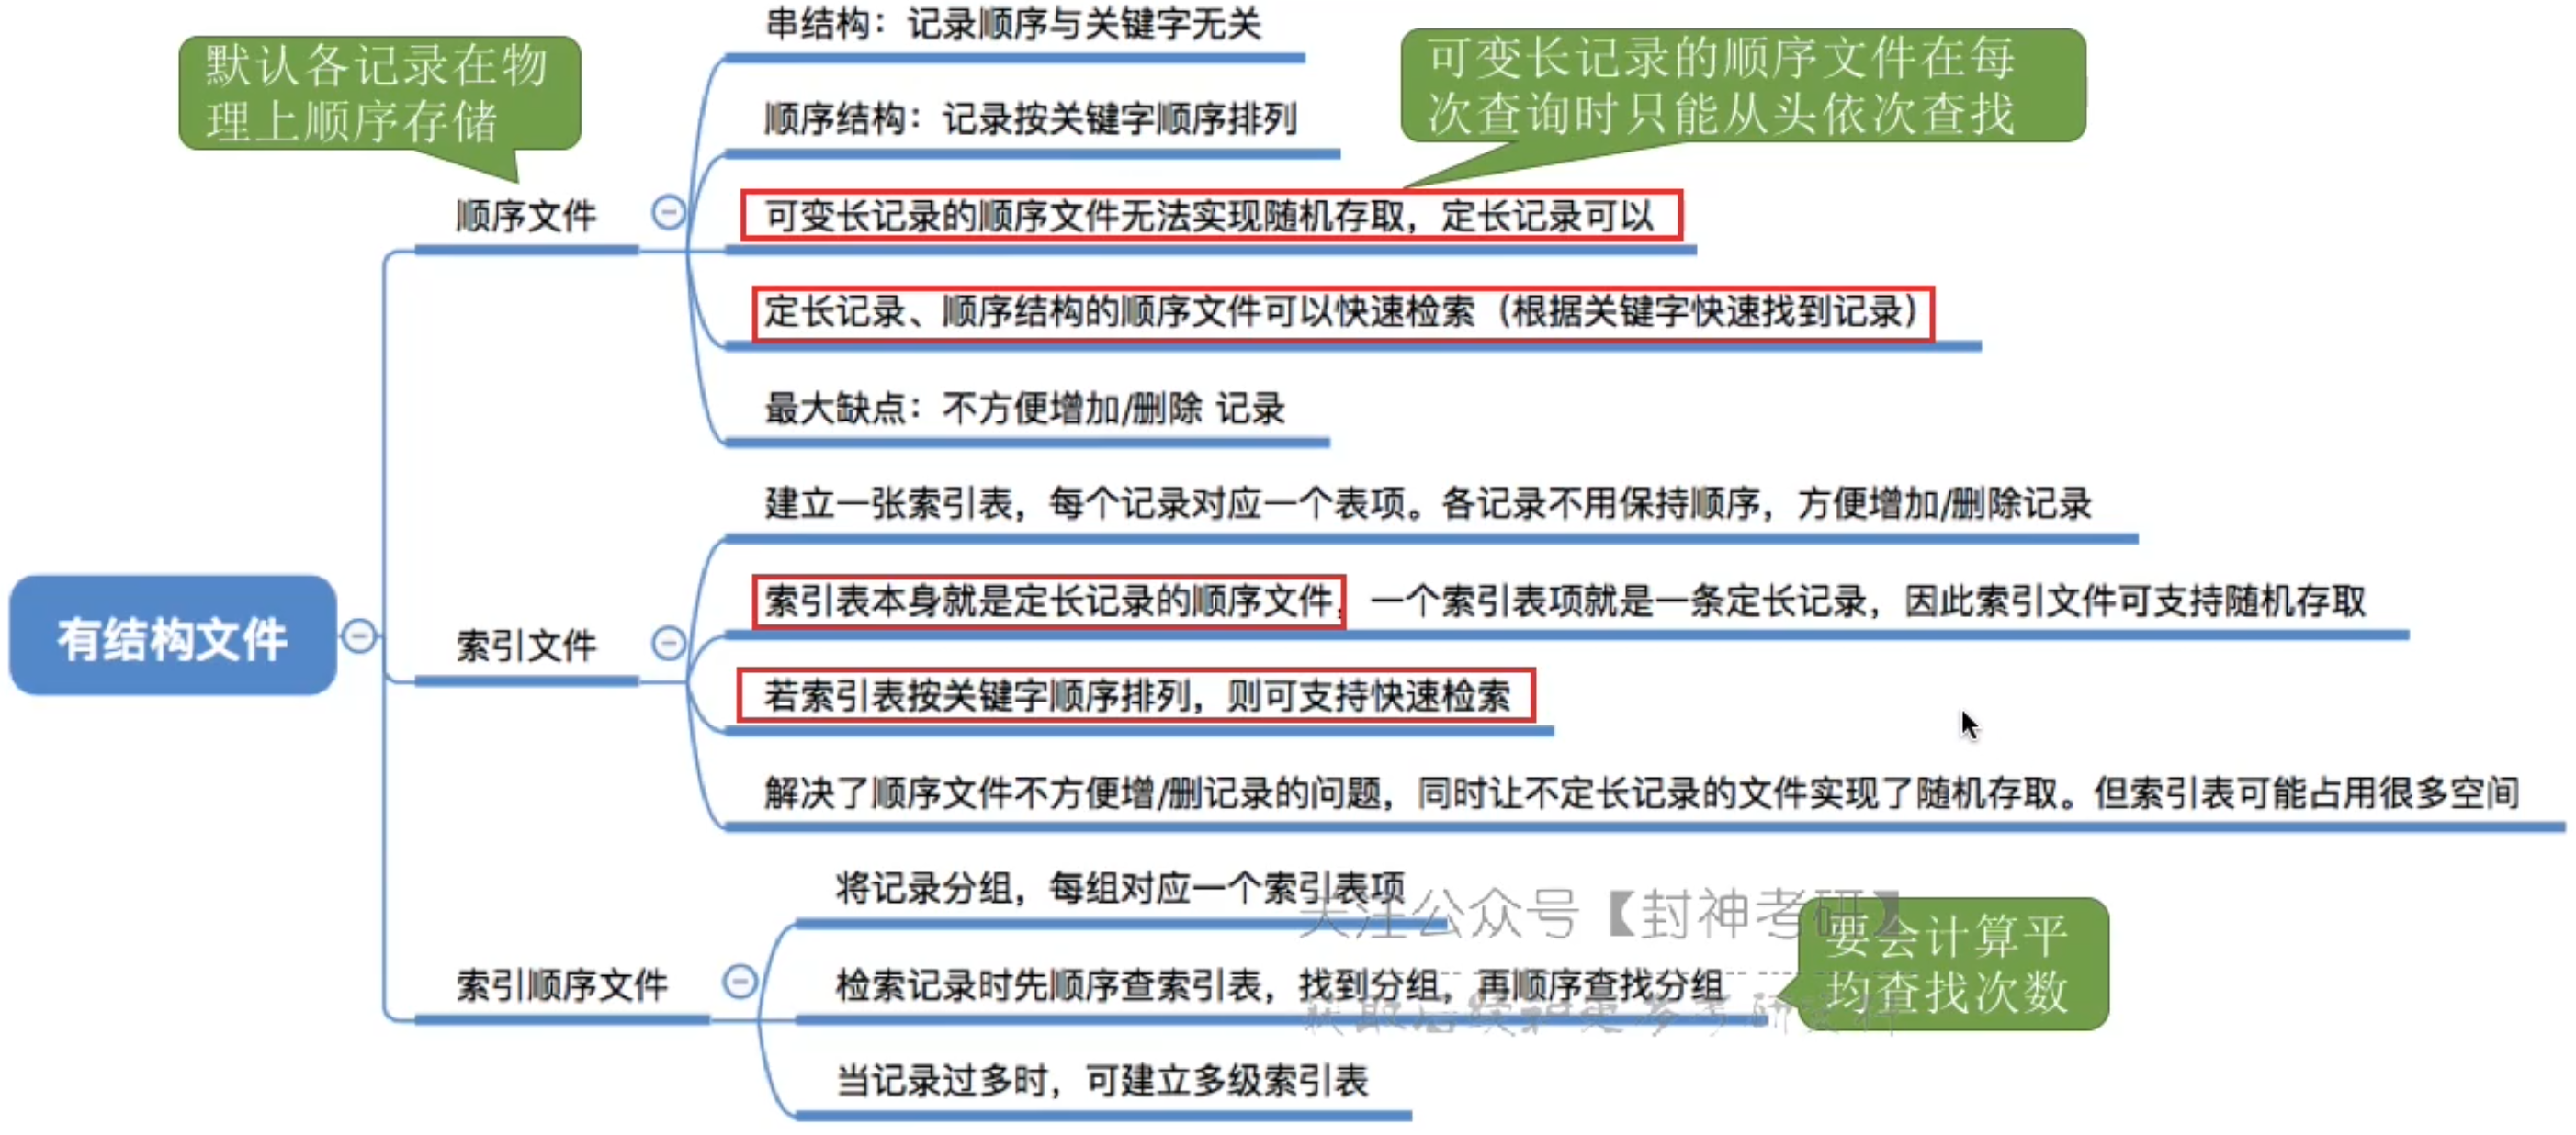 串结构：记录顺序与关键字无关
默认各记录在物
理上顺序存储
可变长记录的顺序文件在每
次查询时只能从头依次查找
顺序结构：记录按关键字顺序排列
顺序文件
可变长记录的顺序文件无法实现随机存取，定长记录可以
定长记录、顺序结构的顺序文件可以快速检索（根据关键字快速找到记录）
最大缺点：不方便增加/删除 记录
有结构文件
索引文件
建立一张索引表，每个记录对应一个表项。各记录不用保持顺序，方便增加/删除记录
索引表本身就是定长记录的顺序文件，一个索引表项就是一条定长记录，因此索引文件可支持随机存取
若索引表按关键字顺序排列，则可支持快速检索
解决了顺序文件不方便增/删记录的问题，同时让不定长记录的文件实现了随机存取。但索引表可能占用很多空间
索引顺序文件
将记录分组，每组对应一个索引表项
关注公众号【封神考研】
检索记录时先顺序查索引表，找到分组，再顺序查找分组
要会计算平
均查找次数
当记录过多时，可建立多级索引表